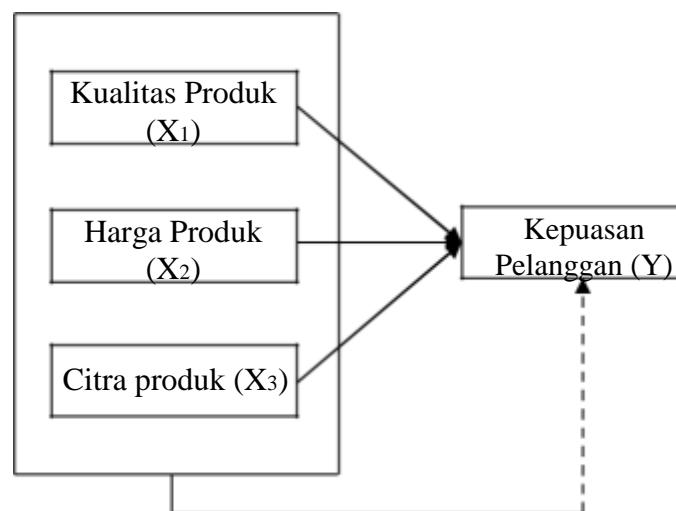 Kualitas Produk
(X1)
Harga Produk
(X2)
Citra produk (X3)
Kepuasan
Pelanggan (Y)